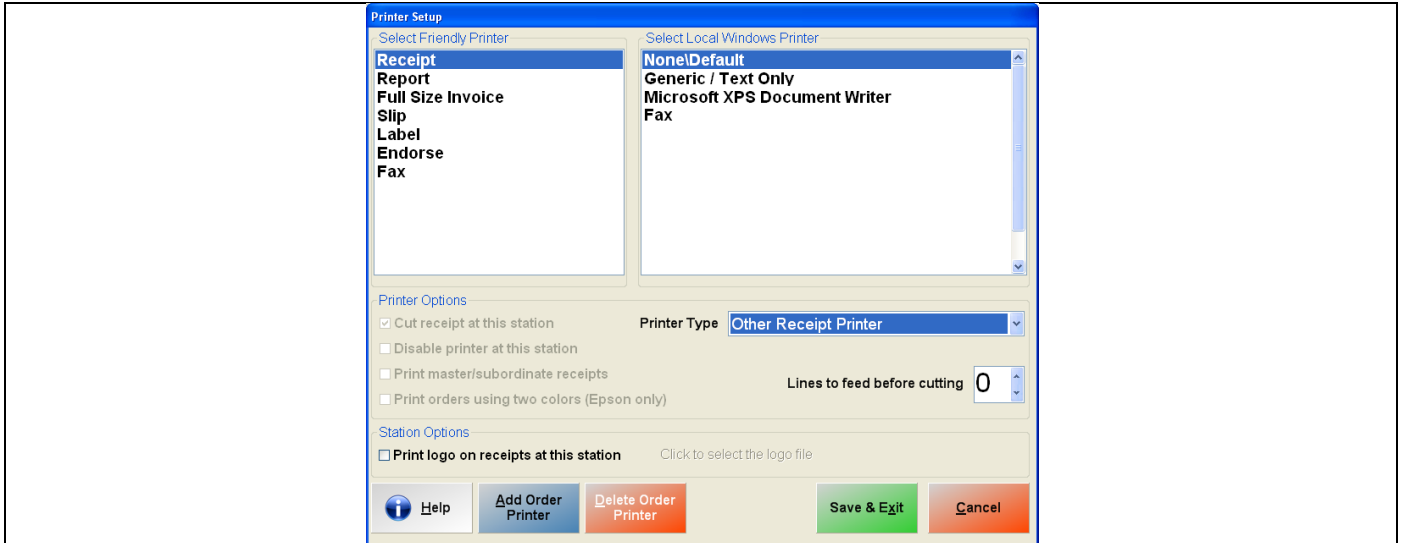 Printer Setup
Select Friendly Printer
Receipt
Report
Full Size Invoice
Slip
Label
Endorse
Fax
Select Local Windows Printer
None\Default
Generic / Text Only
Microsoft XPS Document Writer
Fax
Printer Options
Cut receipt at this station
Disable printer at this station
Print master/subordinate receipts
Print orders using two colors (Epson only)
Printer Type Other Receipt Printer
Lines to feed before cutting 0
Station Options
Print logo on receipts at this station Click to select the logo file
Help
Add Order
Printer
Delete Order
Printer
Save & Exit
Cancel